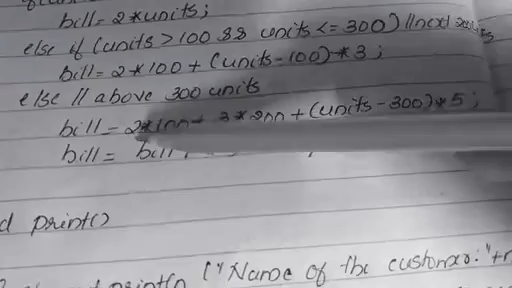 bill=2*units;
else if (units>100 && units<=300) //next
bill=2*100+(units-100)*3;
else // above 300 units
bill=2*100+ 3*200+(units-300)*5;
bill= bill
d print()
("Name of the customer:"+n